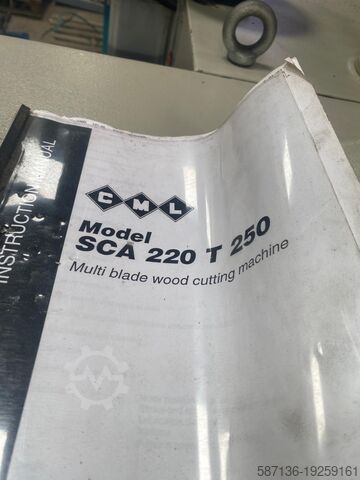 INSTRUCTION MANUAL
CML
Model
SCA 220 T 250
Multi blade wood cutting machine
587136-19259161